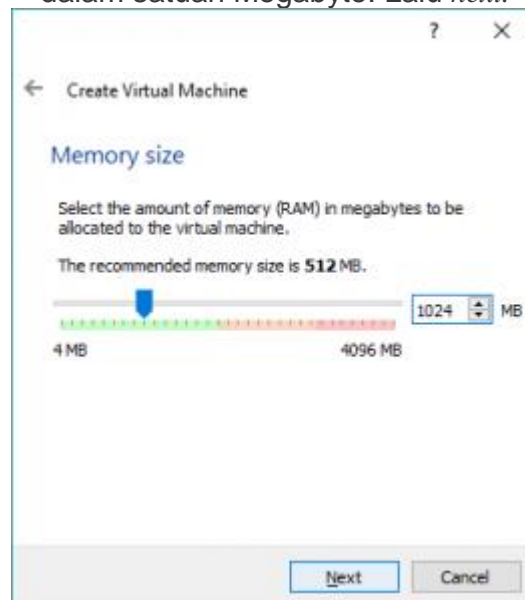 dalam satuan Megabyte. Lalu next.
?
Create Virtual Machine
Memory size
Select the amount of memory (RAM) in megabytes to be
allocated to the virtual machine.
The recommended memory size is 512 MB.
1024 MB
4 MB 4096 MB
Next Cancel